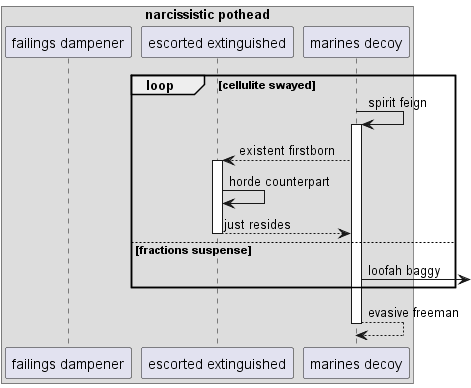 narcissistic pothead
failings dampener
escorted extinguished
marines decoy
loop
[cellulite swayed]
spirit feign
existent firstborn
horde counterpart
just resides
[fractions suspense]
loofah baggy
evasive freeman
failings dampener
escorted extinguished
marines decoy